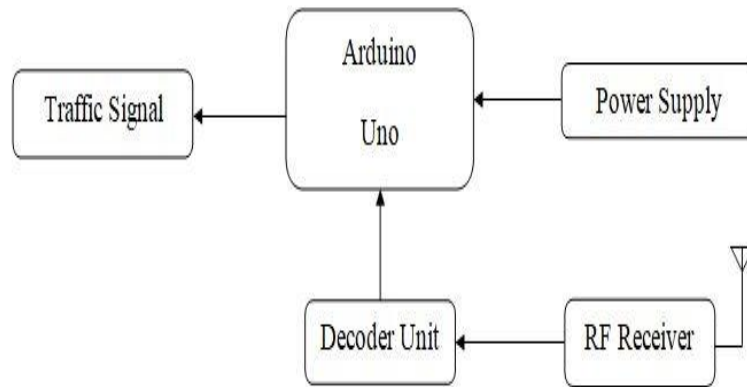 Arduino
Uno
Traffic Signal
Power Supply
Decoder Unit
RF Receiver